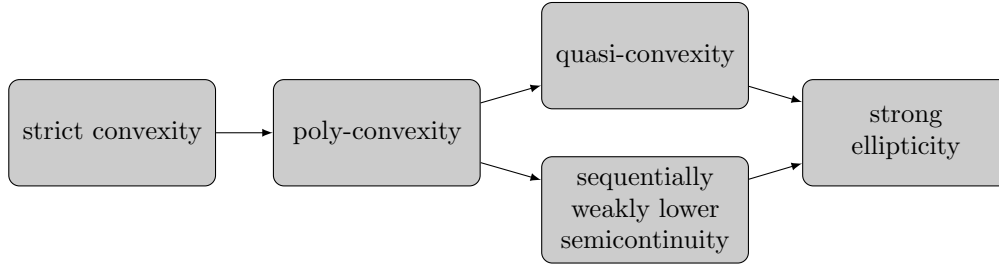 strict convexity
poly-convexity
quasi-convexity
sequentially
weakly lower
semicontinuity
strong
ellipticity